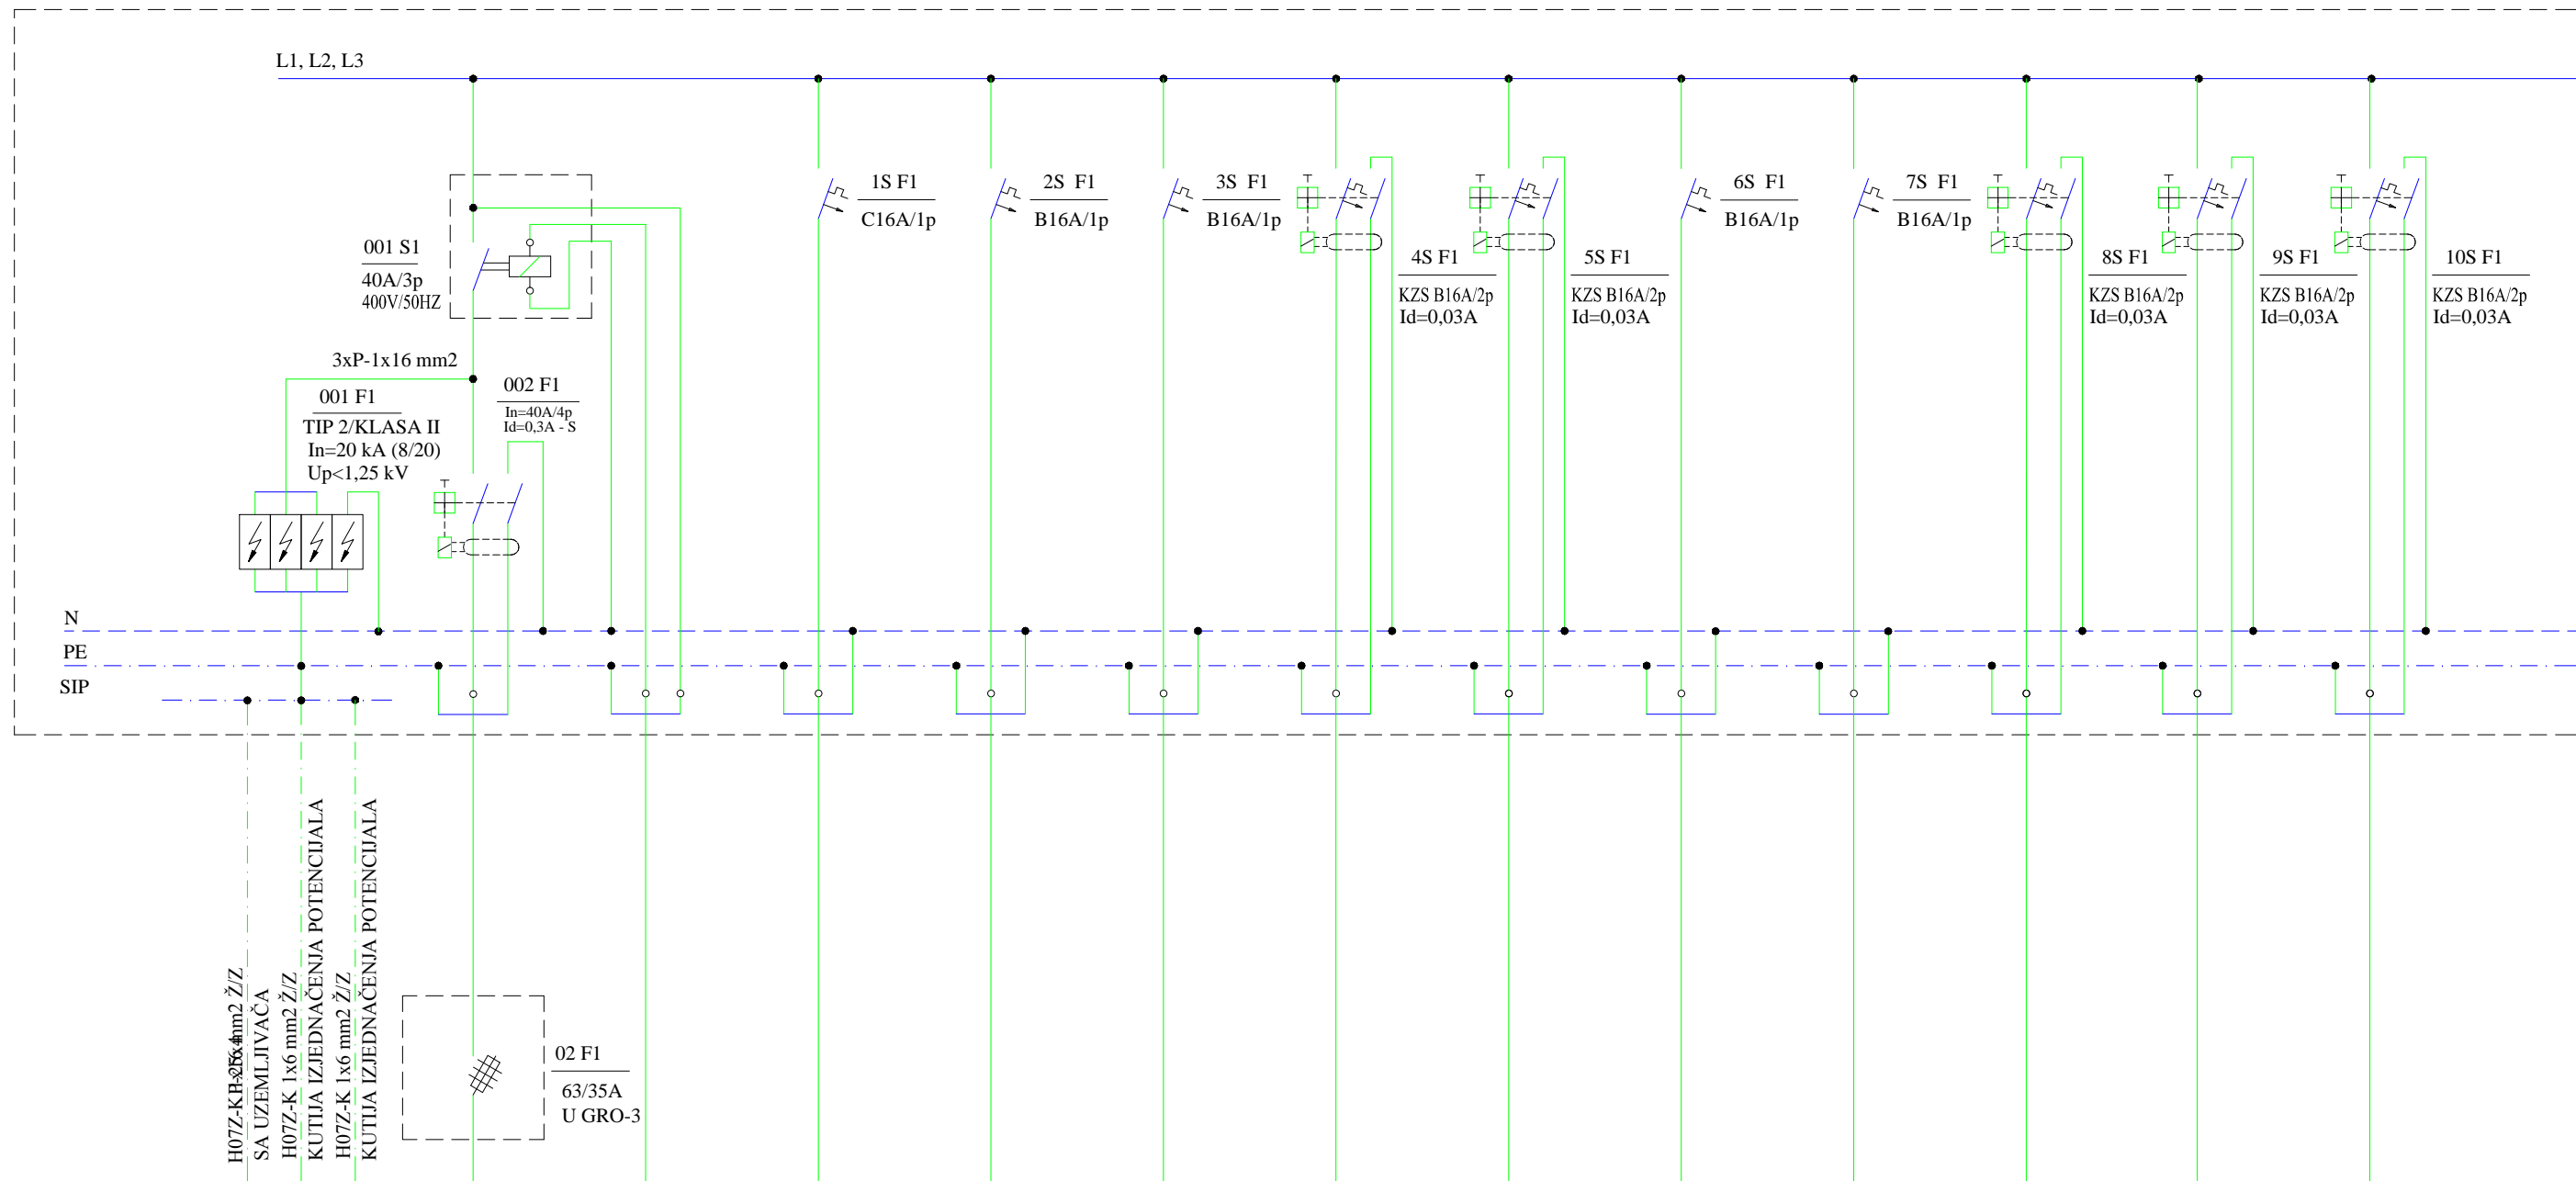 L1, L2, L3
001 S1
40A/3p
400V/50HZ
3xP-1x16 mm2
001 F1
TIP 2/KLASA II
In=20 kA (8/20)
Up<1,25 kV
002 F1
In=40A/4p
Id=0,3A - S
1S F1
C16A/1p
2S F1
B16A/1p
3S F1
B16A/1p
4S F1
KZS B16A/2p
Id=0,03A
5S F1
KZS B16A/2p
Id=0,03A
6S F1
B16A/1p
7S F1
B16A/1p
8S F1
KZS B16A/2p
Id=0,03A
9S F1
KZS B16A/2p
Id=0,03A
10S F1
KZS B16A/2p
Id=0,03A
N
PE
SIP
mm2 Ž/Z
SA UZEMLJIVAČA
H07Z-K 1x6 mm2 Ž/Z
KUTIJA IZJEDNAČENJA POTENCIJALA
H07Z-K 1x6 mm2 Ž/Z
KUTIJA IZJEDNAČENJA POTENCIJALA
02 F1
63/35A
U GRO-3